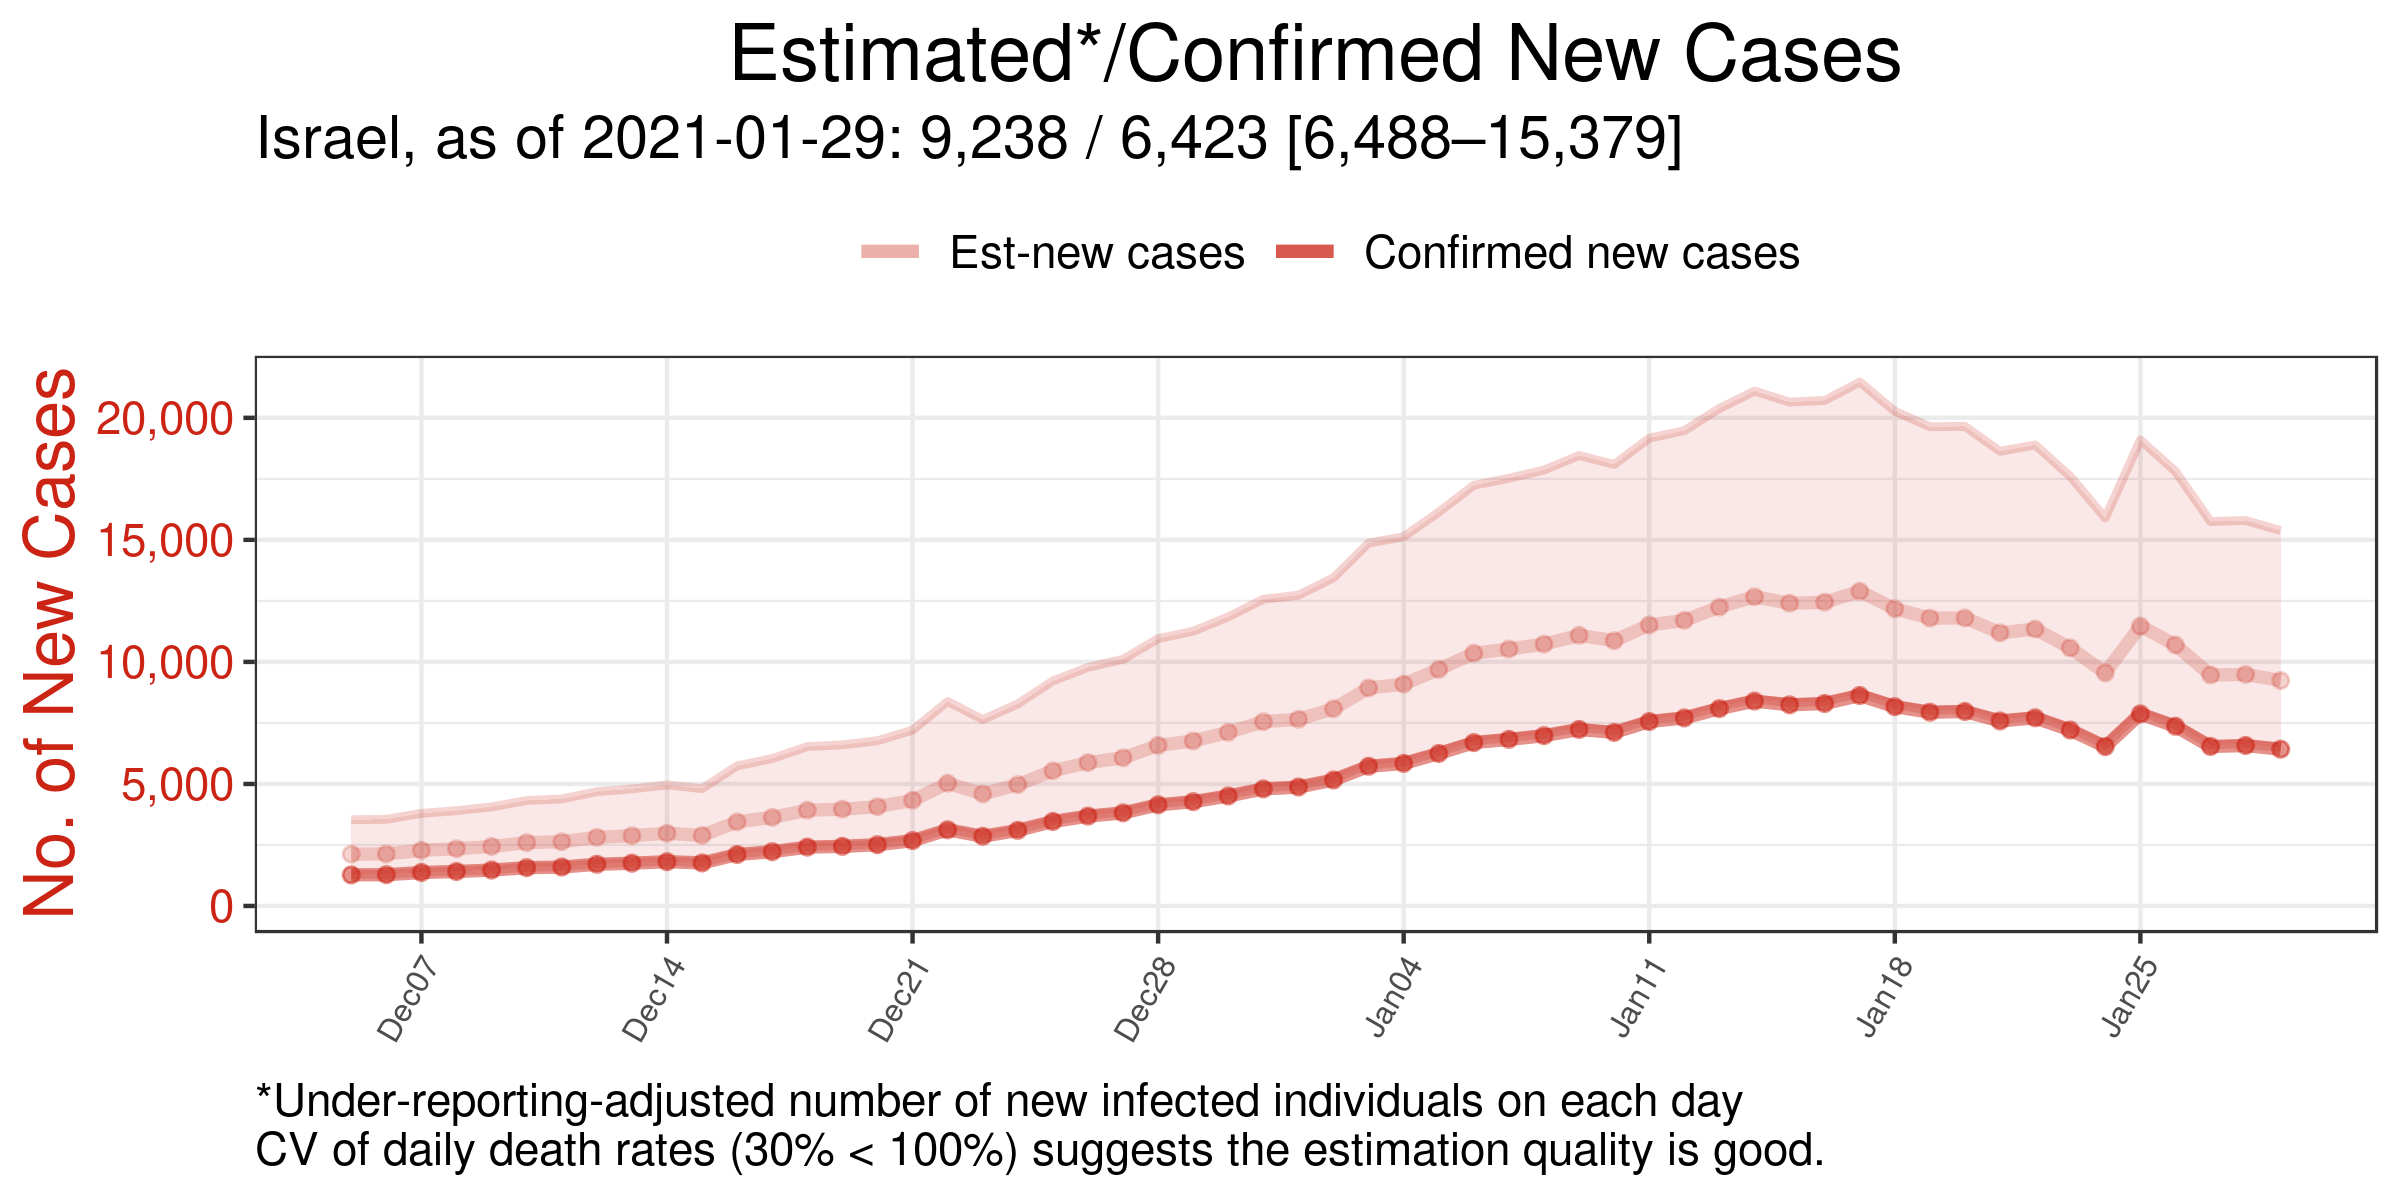 Estimated*/Confirmed New Cases
Israel, as of 2021-01-29: 9,238 / 6,423 [6,488–15,379]
Est-new cases Confirmed new cases
No. of New Cases
20,000
15,000
10,000
5,000
0
Dec07 Dec14 Dec21 Dec28 Jan04 Jan11 Jan18 Jan25
*Under-reporting-adjusted number of new infected individuals on each day
CV of daily death rates (30% < 100%) suggests the estimation quality is good.